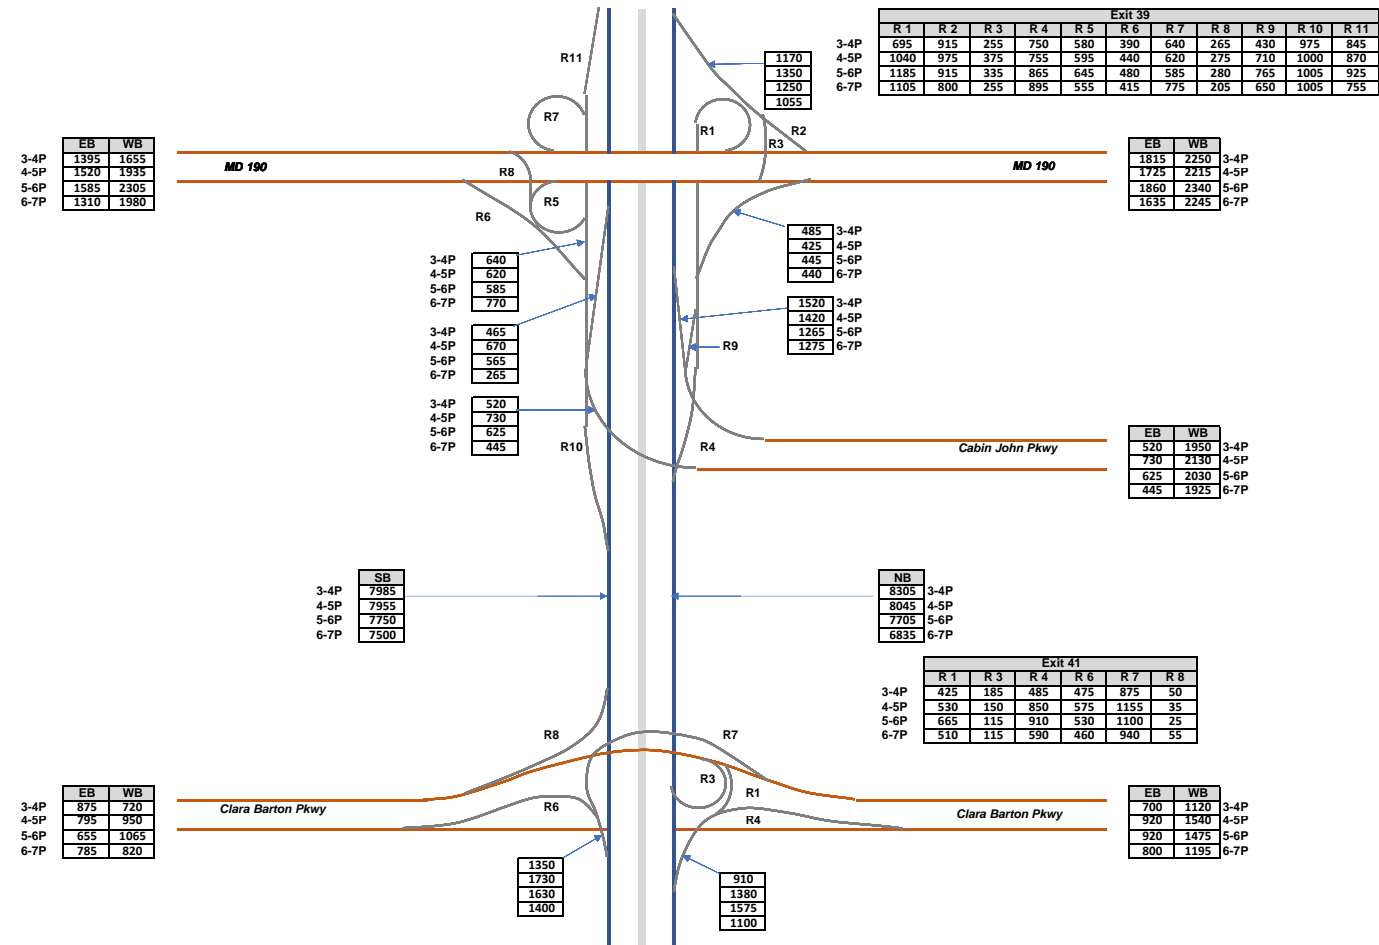 Exit 39
R 1 R 2 R 3 R 4 R 5 R 6 R 7 R 8 R 9 R 10 R 11
3-4P 695 915 255 750 580 390 640 265 430 975 845
4-5P 1040 975 375 755 595 440 620 275 710 1000 870
5-6P 1185 915 335 865 645 480 585 280 765 1005 925
6-7P 1105 800 255 895 555 415 775 205 650 1005 755
R11
1170
1350
1250
1055
R7
R1
R2
R3
EB WB
3-4P 1395 1655
4-5P 1520 1935
5-6P 1585 2305
6-7P 1310 1980
MD 190
MD 190
EB WB
1815 2250 3-4P
1725 2215 4-5P
1860 2340 5-6P
1635 2245 6-7P
R8
R5
R6
485 3-4P
425 4-5P
445 5-6P
440 6-7P
3-4P 640
4-5P 620
5-6P 585
6-7P 770
1520 3-4P
1420 4-5P
1265 5-6P
1275 6-7P
R9
3-4P 465
4-5P 670
5-6P 565
6-7P 265
3-4P 520
4-5P 730
5-6P 625
6-7P 445
R10
R4
Cabin John Pkwy
EB WB
520 1950 3-4P
730 2130 4-5P
625 2030 5-6P
445 1925 6-7P
SB
3-4P 7985
4-5P 7955
5-6P 7750
6-7P 7500
NB
8305 3-4P
8045 4-5P
7705 5-6P
6835 6-7P
Exit 41
R 1 R 3 R 4 R 6 R 7 R 8
3-4P 425 185 485 475 875 50
4-5P 530 150 850 575 1155 35
5-6P 665 115 910 530 1100 25
6-7P 510 115 590 460 940 55
R8
R7
R3
R1
R6
R4
EB WB
3-4P 875 720
4-5P 795 950
5-6P 655 1065
6-7P 785 820
Clara Barton Pkwy
Clara Barton Pkwy
EB WB
700 1120 3-4P
920 1540 4-5P
920 1475 5-6P
800 1195 6-7P
1350
1730
1630
1400
910
1380
1575
1100